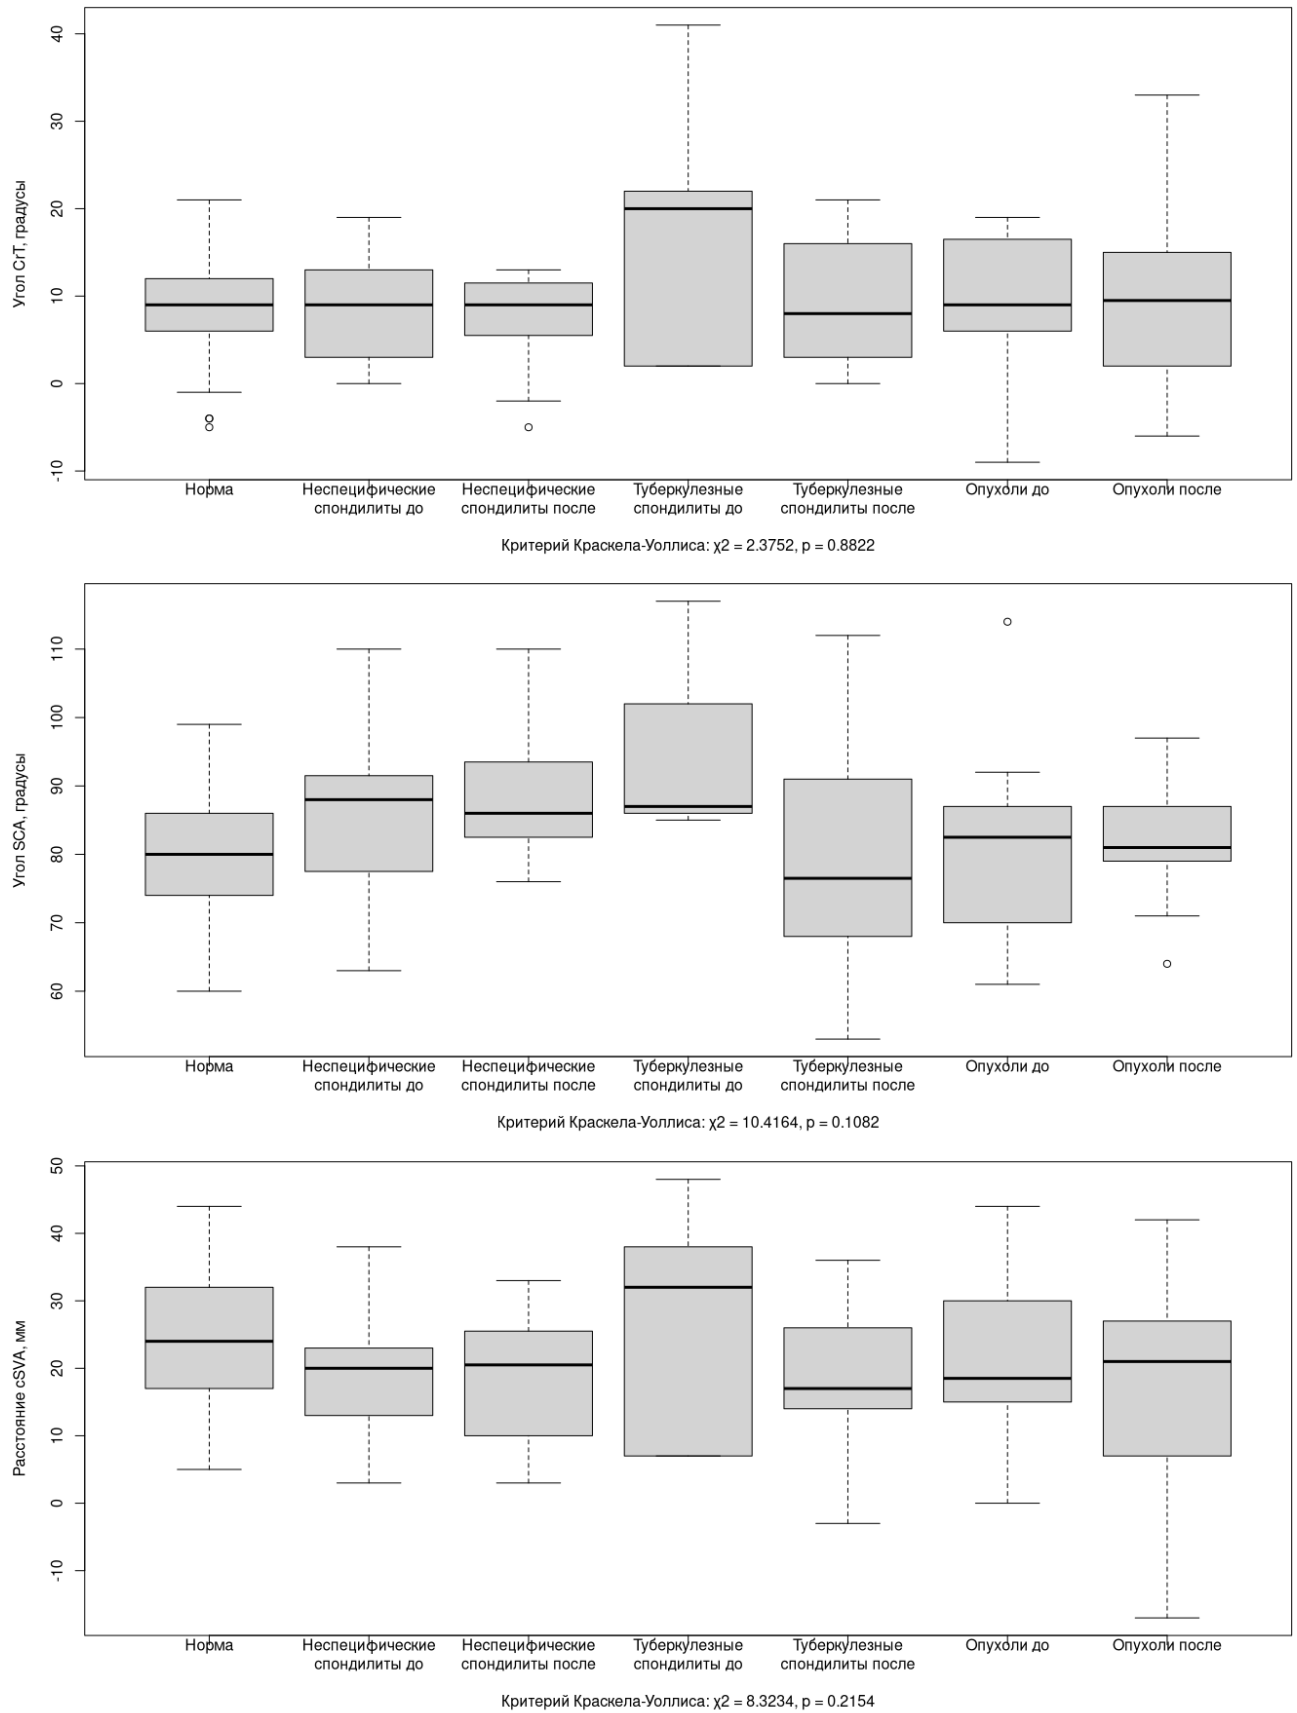 Угол CrT, градусы
40
30
20
10
0
-10
Норма
Неспецифические
спондилиты до
Неспецифические
спондилиты после
Туберкулезные
спондилиты до
Туберкулезные
спондилиты после
Опухоли до
Опухоли после
Критерий Краскела-Уоллиса: χ2 = 2.3752, p = 0.8822
Угол SCA, градусы
110
100
90
80
70
60
Норма
Неспецифические
спондилиты до
Неспецифические
спондилиты после
Туберкулезные
спондилиты до
Туберкулезные
спондилиты после
Опухоли до
Опухоли после
Критерий Краскела-Уоллиса: χ2 = 10.4164, p = 0.1082
Расстояние cSVA, мм
50
40
30
20
10
0
-10
Норма
Неспецифические
спондилиты до
Неспецифические
спондилиты после
Туберкулезные
спондилиты до
Туберкулезные
спондилиты после
Опухоли до
Опухоли после
Критерий Краскела-Уоллиса: χ2 = 8.3234, p = 0.2154